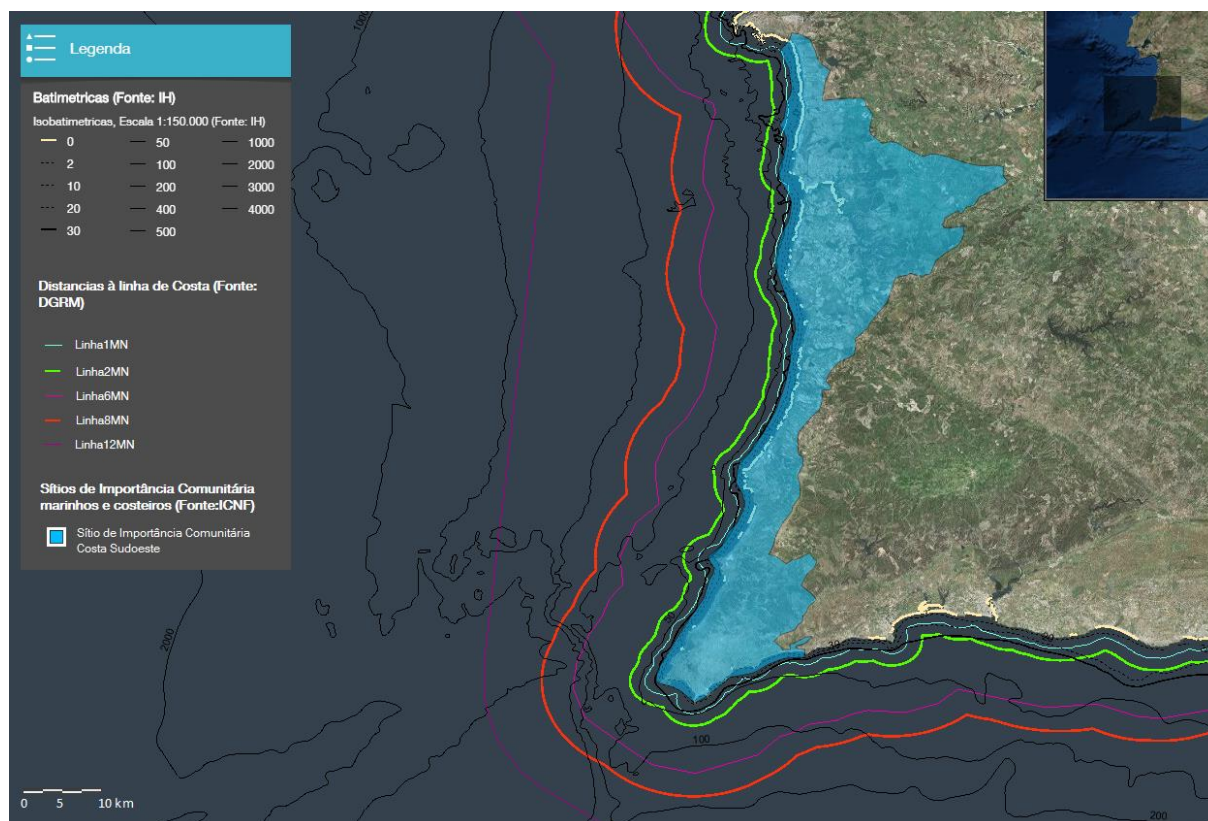 Legenda
Batimetricas (Fonte: IH)
Isobatimetricas, Escala 1:150.000 (Fonte: IH)
0 50 1000
2 100 2000
10 200 3000
20 400 4000
30 500
Distancias à linha de Costa (Fonte:
DGRM)
Linha1MN
Linha2MN
Linha6MN
Linha8MN
Linha12MN
Sítios de Importância Comunitária
marinhos e costeiros (Fonte:ICNF)
Sítio de Importância Comunitária
Costa Sudoeste
1000
2000
100
200
0 5 10 km